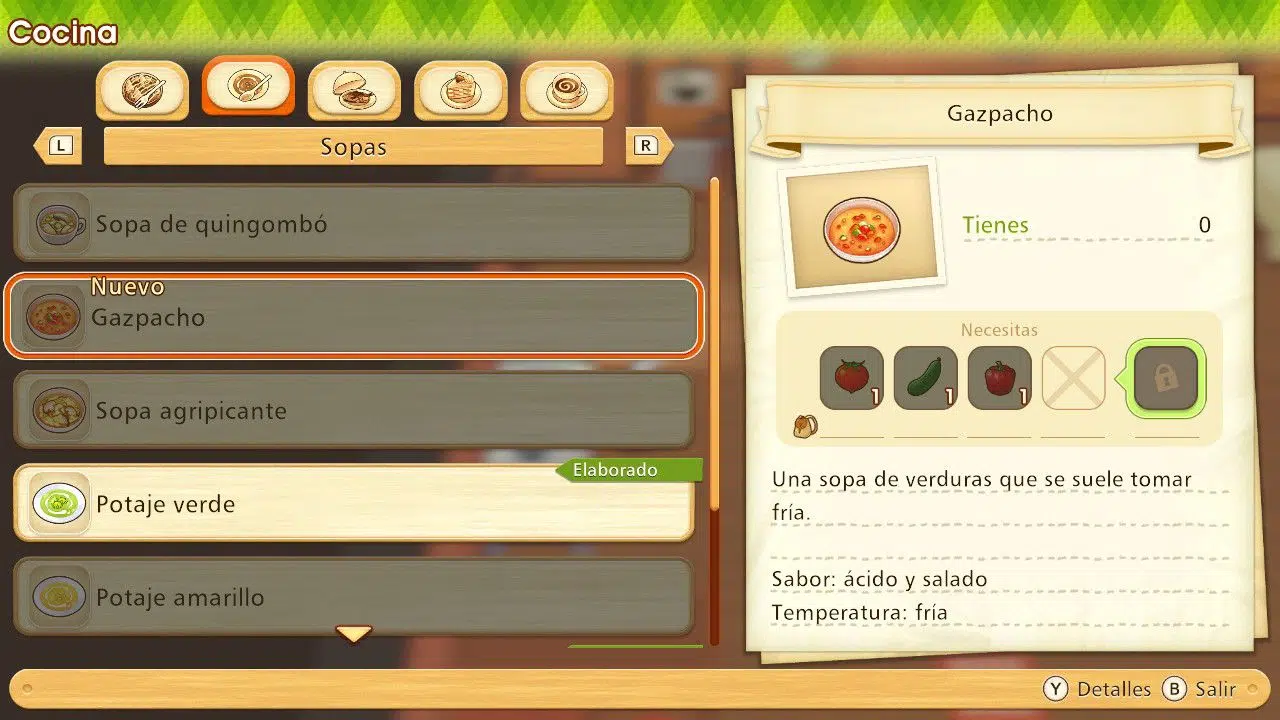 Cocina
L
Sopas
R
Sopa de quingombó
Nuevo
Gazpacho
Sopa agripicante
Elaborado
Potaje verde
Potaje amarillo
Gazpacho
Tienes 0
Necesitas
1 1 1
Una sopa de verduras que se suele tomar
fría.
Sabor: ácido y salado
Temperatura: fría
Y Detalles B Salir